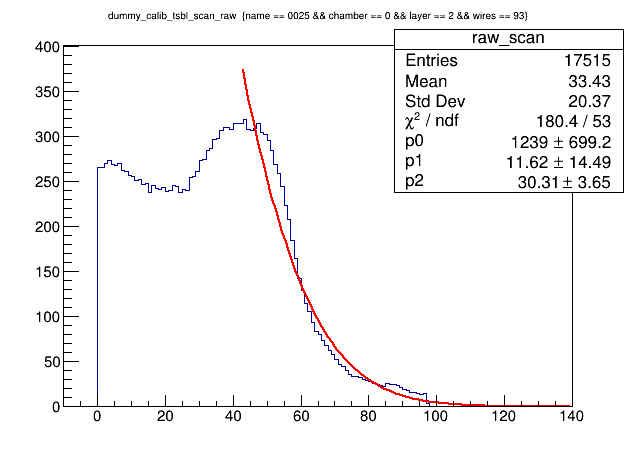 dummy_calib_tsbl_scan_raw {name == 0025 && chamber == 0 && layer == 2 && wires == 93}
raw_scan
Entries 17515
Mean 33.43
Std Dev 20.37
χ² / ndf 180.4 / 53
p0 1239 ± 699.2
p1 11.62 ± 14.49
p2 30.31 ± 3.65
400
350
300
250
200
150
100
50
0
0 20 40 60 80 100 120 140